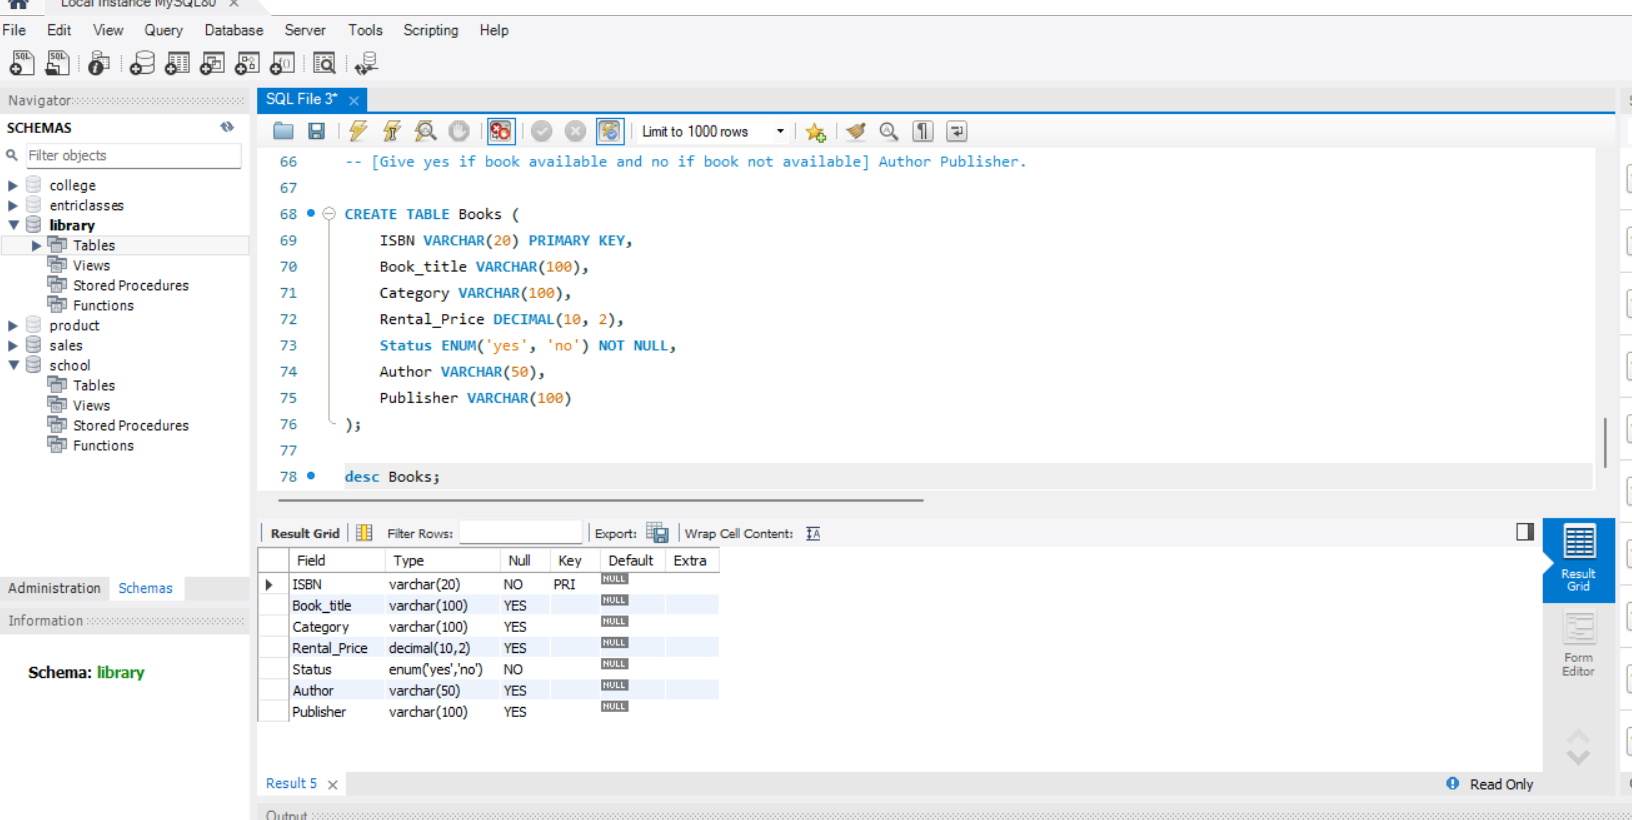 Local instance MySQL80
File Edit View Query Database Server Tools Scripting Help
Navigator
SCHEMAS
Filter objects
college
entriclasses
library
Tables
Views
Stored Procedures
Functions
product
sales
school
Tables
Views
Stored Procedures
Functions
Administration Schemas
Information
Schema: library
SQL File 3*
Limit to 1000 rows
66 -- [Give yes if book available and no if book not available] Author Publisher.
67
68 CREATE TABLE Books (
69 ISBN VARCHAR(20) PRIMARY KEY,
70 Book_title VARCHAR(100),
71 Category VARCHAR(100),
72 Rental_Price DECIMAL(10, 2),
73 Status ENUM('yes', 'no') NOT NULL,
74 Author VARCHAR(50),
75 Publisher VARCHAR(100)
76 );
77
78 desc Books;
Result Grid Filter Rows: Export: Wrap Cell Content:
Field Type Null Key Default Extra
ISBN varchar(20) NO PRI NULL
Book_title varchar(100) YES NULL
Category varchar(100) YES NULL
Rental_Price decimal(10,2) YES NULL
Status enum('yes','no') NO NULL
Author varchar(50) YES NULL
Publisher varchar(100) YES NULL
Result
Grid
Form
Editor
Result 5
Read Only
Output